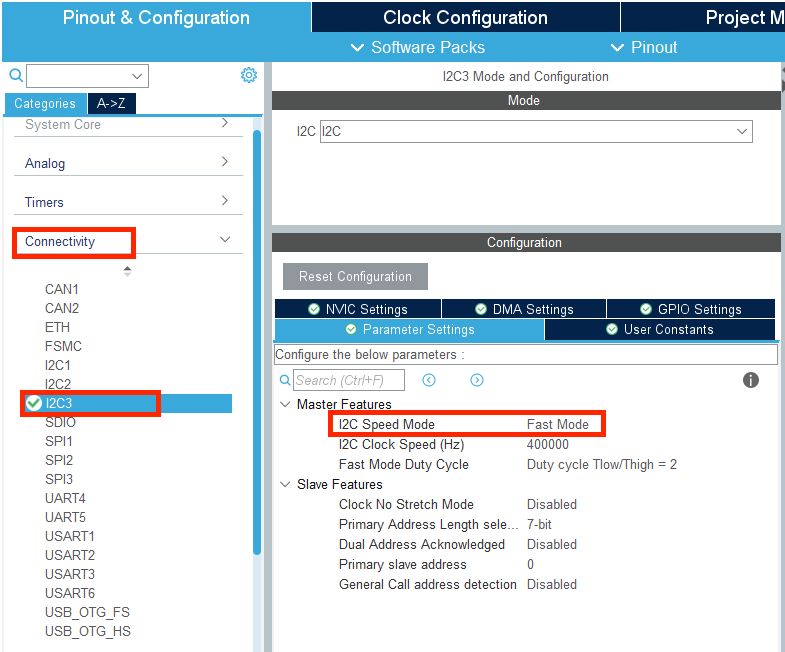 Pinout & Configuration
Clock Configuration
Project M
Software Packs
Pinout
Categories
A->Z
System Core
Analog
Timers
Connectivity
CAN1
CAN2
ETH
FSMC
I2C1
I2C2
I2C3
SDIO
SPI1
SPI2
SPI3
UART4
UART5
USART1
USART2
USART3
USART6
USB_OTG_FS
USB_OTG_HS
I2C3 Mode and Configuration
Mode
I2C I2C
Configuration
Reset Configuration
NVIC Settings
DMA Settings
GPIO Settings
Parameter Settings
User Constants
Configure the below parameters :
Search (Ctrl+F)
Master Features
I2C Speed Mode Fast Mode
I2C Clock Speed (Hz) 400000
Fast Mode Duty Cycle Duty cycle Tlow/Thigh = 2
Slave Features
Clock No Stretch Mode Disabled
Primary Address Length sele... 7-bit
Dual Address Acknowledged Disabled
Primary slave address 0
General Call address detection Disabled